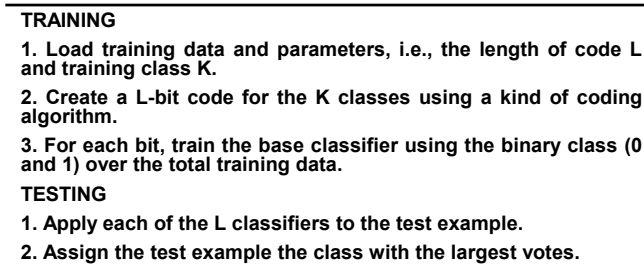 TRAINING
1. Load training data and parameters, i.e., the length of code L
and training class K.
2. Create a L-bit code for the K classes using a kind of coding
algorithm.
3. For each bit, train the base classifier using the binary class (0
and 1) over the total training data.
TESTING
1. Apply each of the L classifiers to the test example.
2. Assign the test example the class with the largest votes.